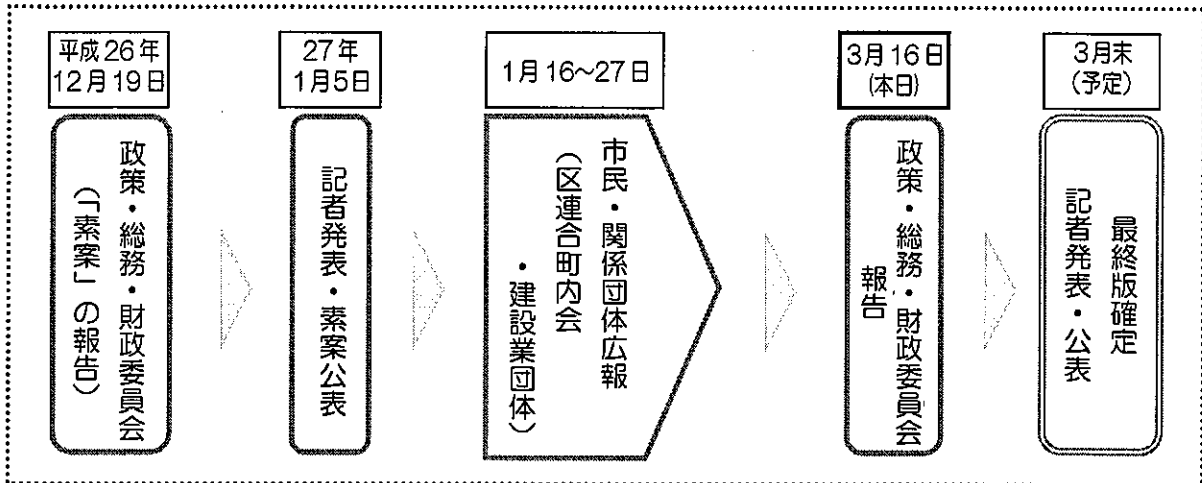 平成26年
12月19日
政策・総務・財政委員会
（「素案」の報告）
27年
1月5日
記者発表・素案公表
1月16～27日
市民・関係団体広報
（区連合町内会
・建設業団体）
3月16日
（本日）
政策・総務・財政委員会
報告
3月末
（予定）
最終版確定
記者発表・公表